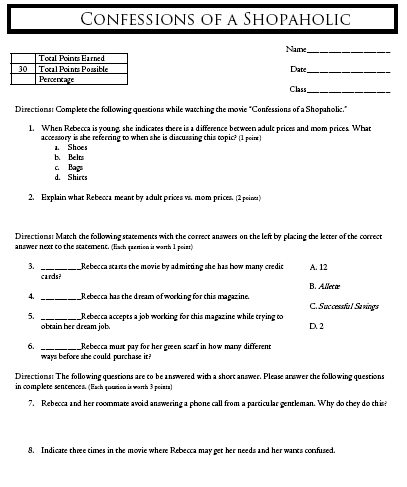 CONFESSIONS OF A SHOPAHOLIC
Name__________________
Total Points Earned
30 Total Points Possible
Percentage
Date__________________
Class__________________
Directions: Complete the following questions while watching the movie “Confessions of a Shopaholic.”
1. When Rebecca is young, she indicates there is a difference between adult prices and mom prices. What
accessory is she referring to when she is discussing this topic? (1 point)
a. Shoes
b. Belts
c. Bags
d. Shirts
2. Explain what Rebecca meant by adult prices vs. mom prices. (2 points)
Directions: Match the following statements with the correct answers on the left by placing the letter of the correct
answer next to the statement. (Each question is worth 1 point)
3. _________Rebecca starts the movie by admitting she has how many credit
cards?
A. 12
B. Allette
4. _________Rebecca has the dream of working for this magazine.
C. Successful Savings
5. _________Rebecca accepts a job working for this magazine while trying to
obtain her dream job.
D. 2
6. _________Rebecca must pay for her green scarf in how many different
ways before she could purchase it?
Directions: The following questions are to be answered with a short answer. Please answer the following questions
in complete sentences. (Each question is worth 3 points)
7. Rebecca and her roommate avoid answering a phone call from a particular gentleman. Why do they do this?
8. Indicate three times in the movie where Rebecca may get her needs and her wants confused.